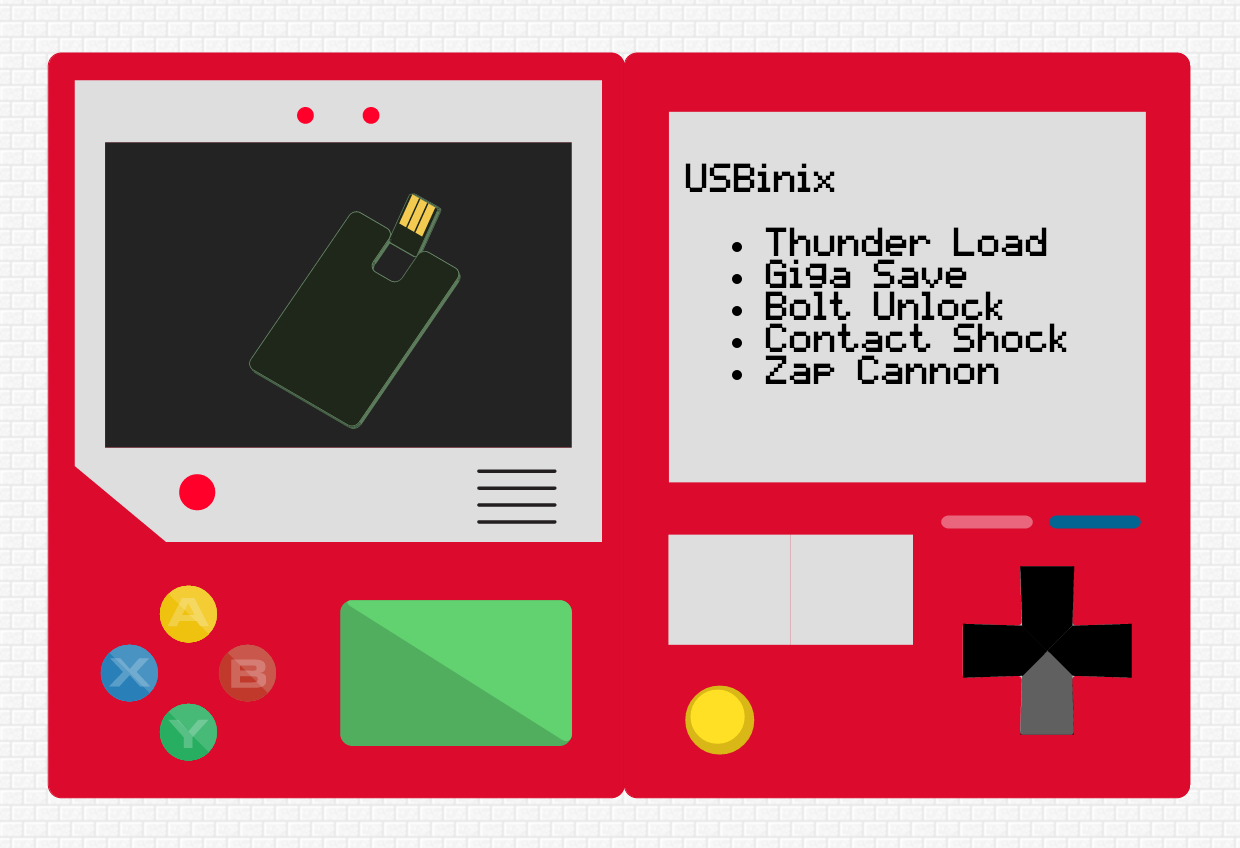 USBinix
Thunder Load
Giga Save
Bolt Unlock
Contact Shock
Zap Cannon
A
X B
Y